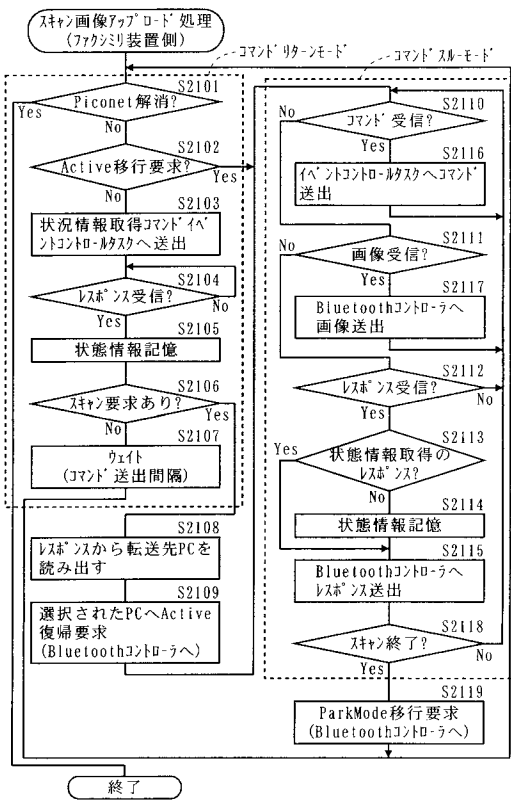 スキャン画像アップロード処理
(ファクシミリ装置側)
コマンドリターンモード
コマンドスルーモード
S2101
Piconet解消?
Yes
No
S2102
Active移行要求?
Yes
No
S2103
状況情報取得コマンドイベ
ントコントロールタスクへ送出
S2104
レスポンス受信?
Yes
No
S2105
状態情報記憶
S2106
スキャン要求あり?
Yes
No
S2107
ウェイト
(コマンド送出間隔)
S2108
レスポンスから転送先PCを
読み出す
S2109
選択されたPCへActive
復帰要求
(Bluetoothコントローラへ)
S2110
No
コマンド受信?
Yes
S2116
イベントコントロールタスクへコマンド
送出
S2111
No
画像受信?
Yes
S2117
Bluetoothコントローラへ
画像送出
S2112
レスポンス受信?
Yes
No
S2113
Yes
状態情報取得の
レスポンス?
No
S2114
状態情報記憶
S2115
Bluetoothコントローラへ
レスポンス送出
S2118
スキャン終了?
Yes
No
S2119
ParkMode移行要求
(Bluetoothコントローラへ)
終了